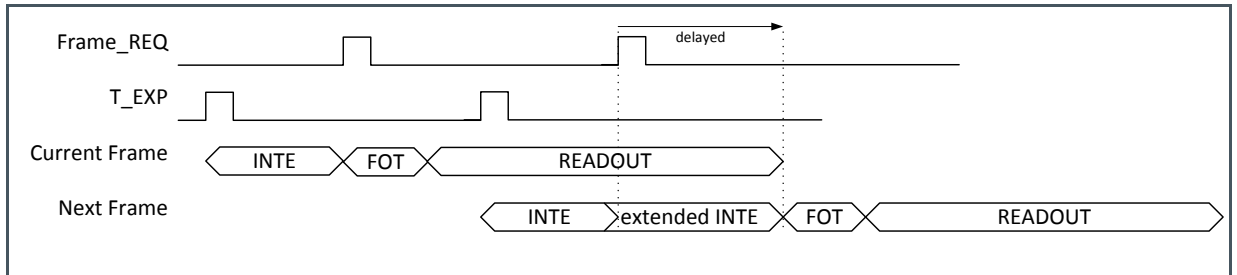 Frame_REQ
delayed
T_EXP
Current Frame
INTE FOT READOUT
Next Frame
INTE extended INTE FOT READOUT